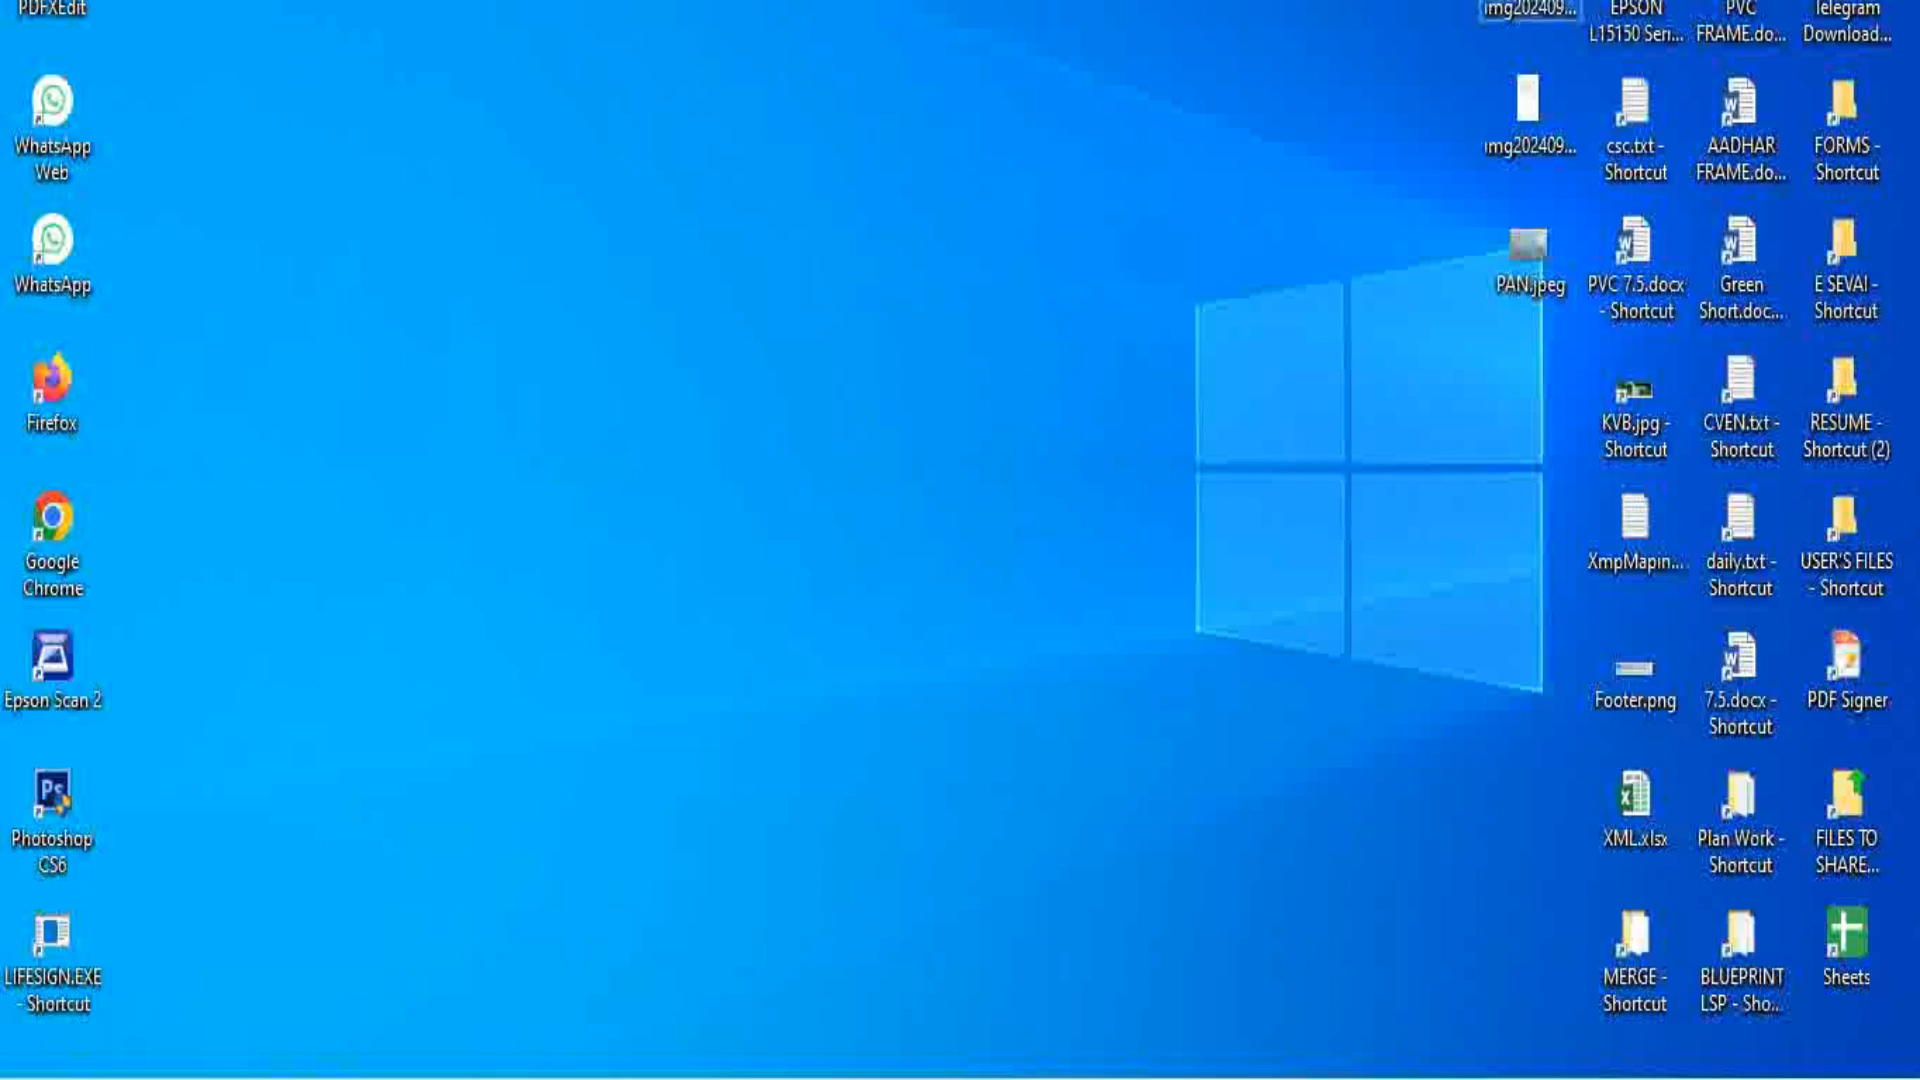 PDFXEdit
WhatsApp
Web
WhatsApp
Firefox
Google
Chrome
Epson Scan 2
Ps
Photoshop
CS6
LIFESIGN.EXE
- Shortcut
img202409...
img202409...
PAN.jpeg
EPSON
L15150 Seri...
csc.txt -
Shortcut
PVC 7.5.docx
- Shortcut
KVB.jpg -
Shortcut
XmpMapin...
Footer.png
XML.xlsx
MERGE -
Shortcut
PVC
FRAME.do...
AADHAR
FRAME.do...
Green
Short.doc...
CVEN.txt -
Shortcut
daily.txt -
Shortcut
7.5.docx -
Shortcut
Plan Work -
Shortcut
BLUEPRINT
LSP - Sho...
Telegram
Download...
FORMS -
Shortcut
E SEVAI -
Shortcut
RESUME -
Shortcut (2)
USER'S FILES
- Shortcut
PDF Signer
FILES TO
SHARE...
Sheets